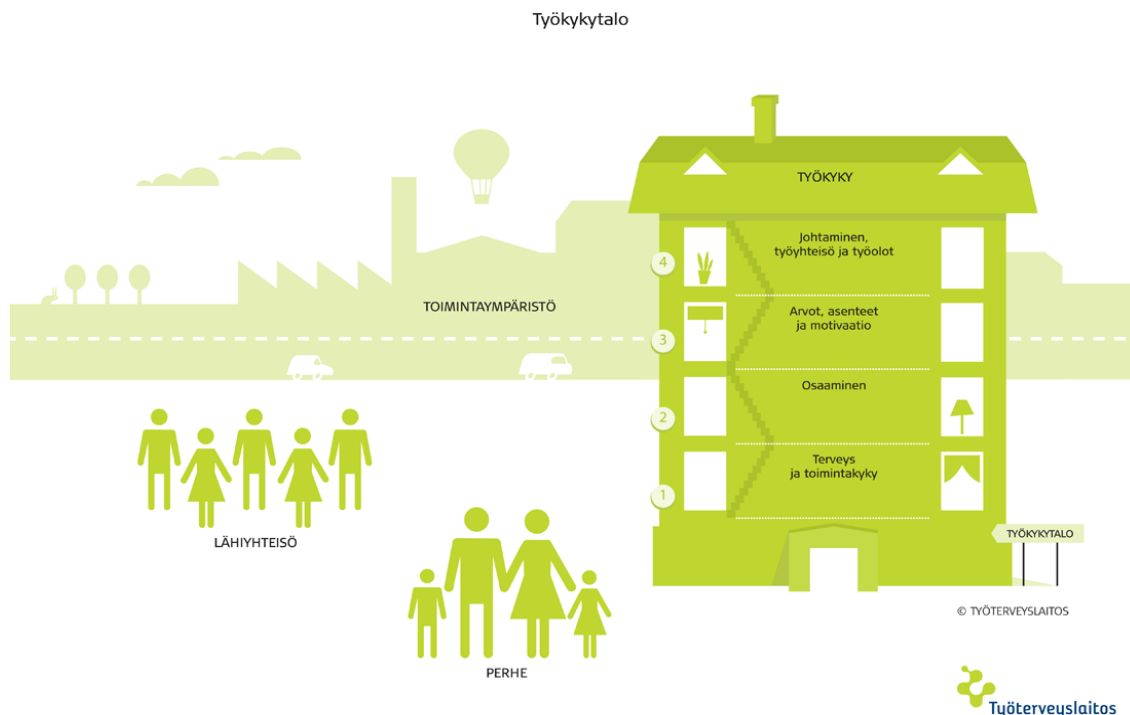 Työkykytalo
TYÖKYKY
4
Johtaminen,
työyhteisö ja työolot
3
Arvot, asenteet
ja motivaatio
2
Osaaminen
1
Terveys
ja toimintakyky
TOIMINTAYMPÄRISTÖ
LÄHIYHTEISÖ
PERHE
TYÖKYKYTALO
© TYÖTERVEYSLAITOS
Työterveyslaitos